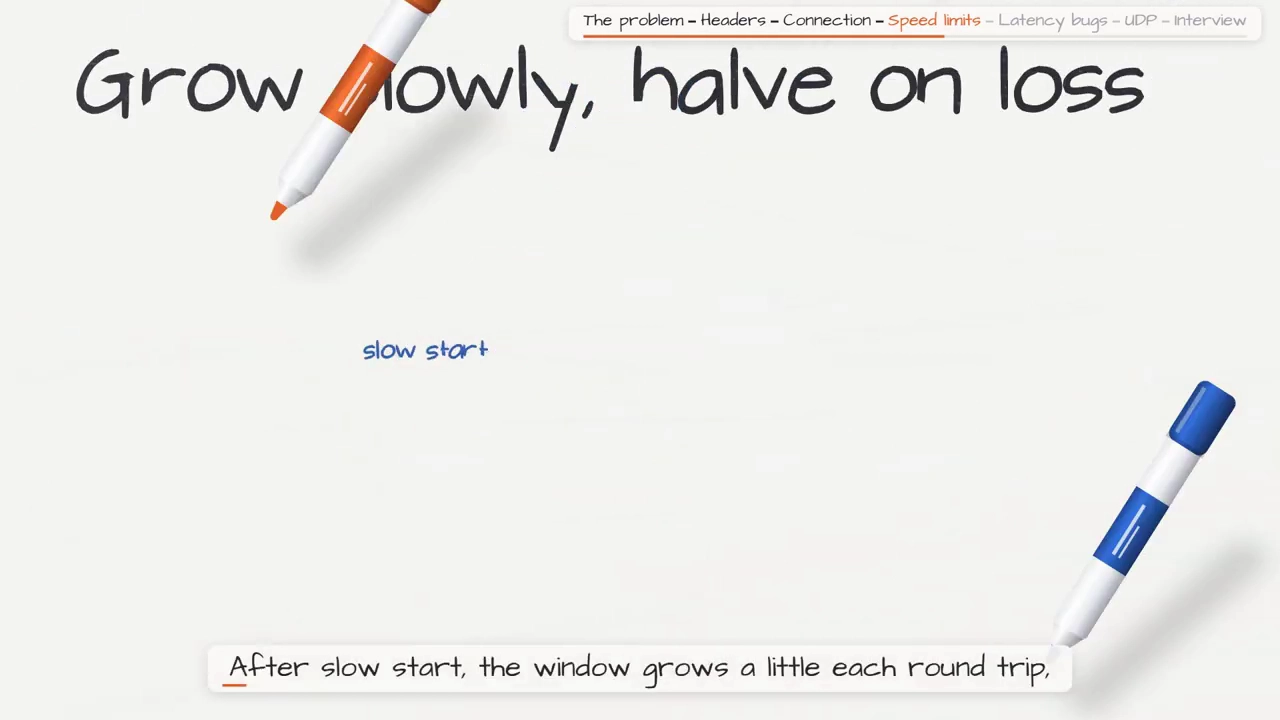 The problem - Headers - Connection - Speed limits - Latency bugs - UDP - Interview
Grow slowly, halve on loss
slow start
After slow start, the window grows a little each round trip,